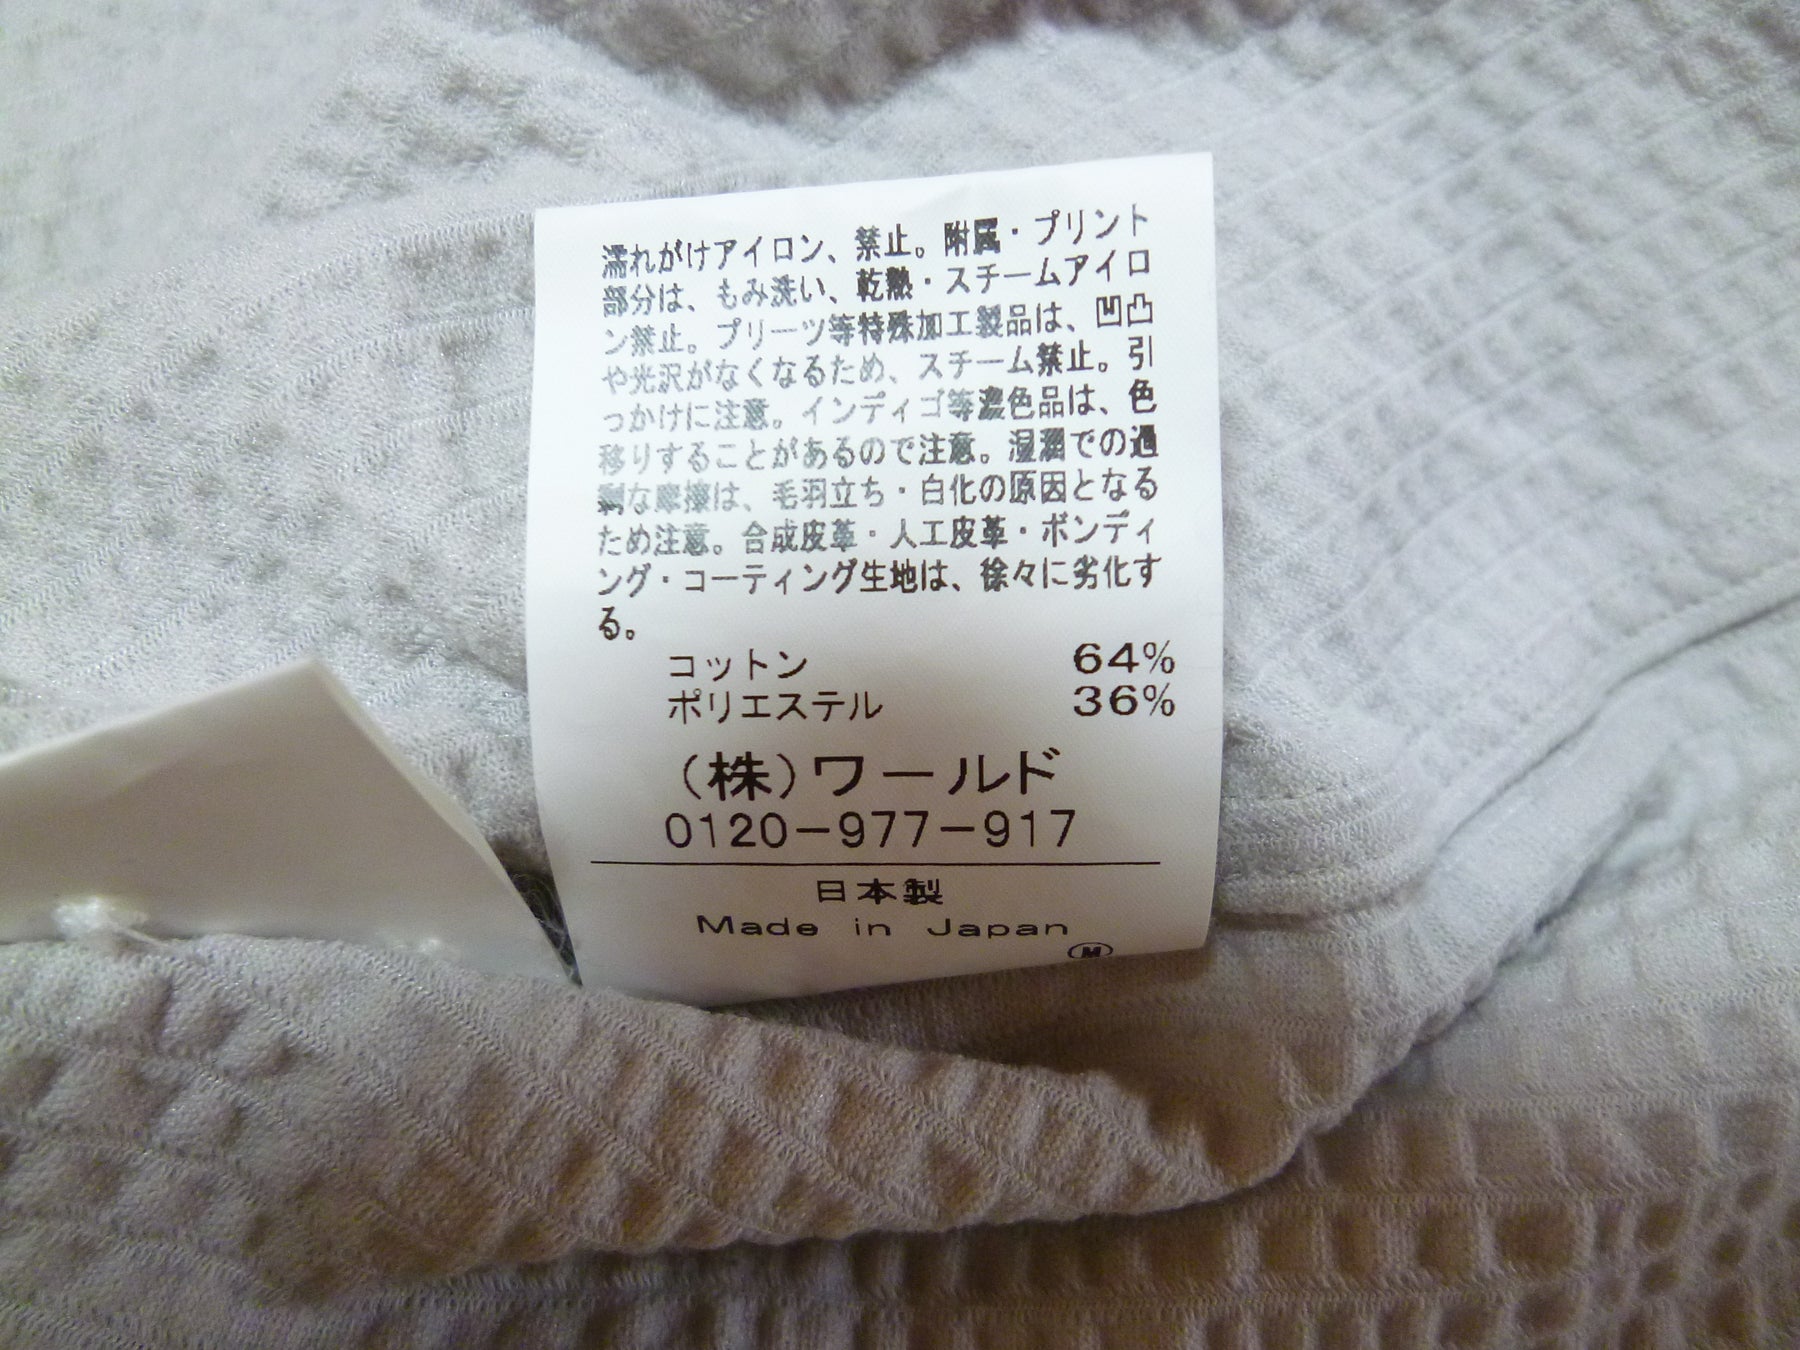 濡れがけアイロン、禁止。附属・プリント
部分は、もみ洗い、乾熱・スチームアイロ
ン禁止。プリーツ等特殊加工製品は、凹凸
や光沢がなくなるため、スチーム禁止。引
っかけに注意。インディゴ等濃色品は、色
移りすることがあるので注意。湿潤での過
剰な摩擦は、毛羽立ち・白化の原因となる
ため注意。合成皮革・人工皮革・ボンディ
ング・コーティング生地は、徐々に劣化す
る。
コットン 64%
ポリエステル 36%
(株)ワールド
0120-977-917
日本製
Made in Japan
M